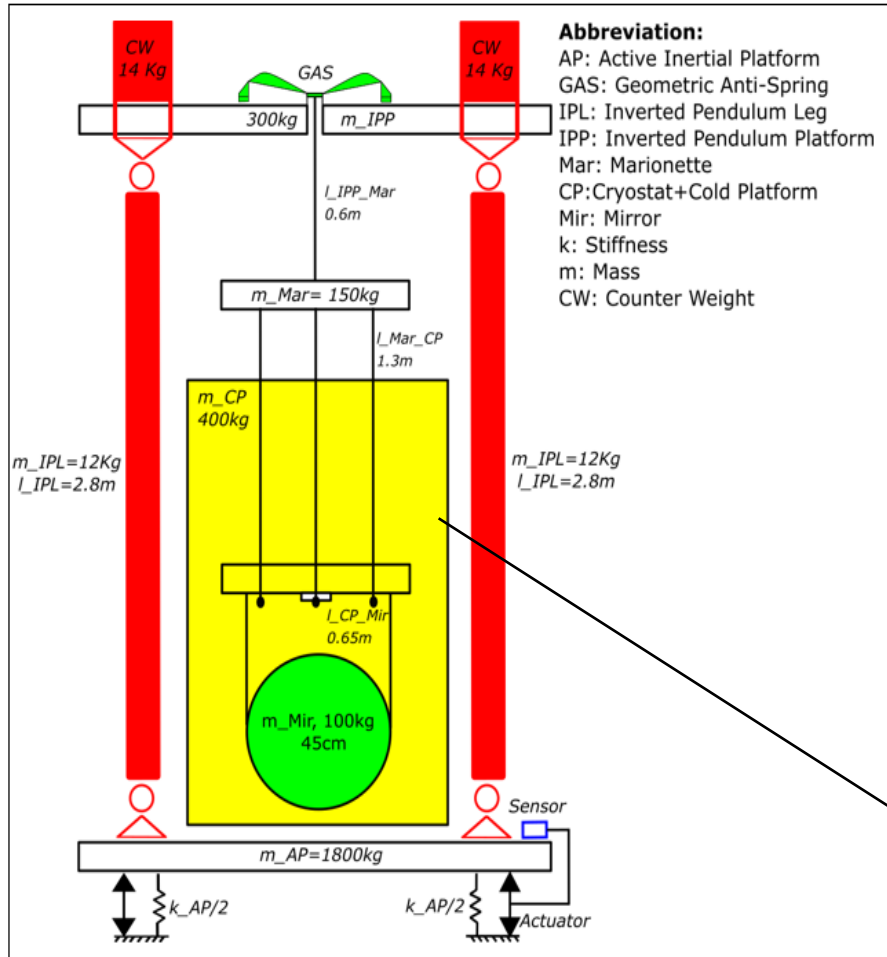 CW
14 Kg
GAS
CW
14 Kg
Abbreviation:
AP: Active Inertial Platform
GAS: Geometric Anti-Spring
IPL: Inverted Pendulum Leg
IPP: Inverted Pendulum Platform
Mar: Marionette
CP:Cryostat+Cold Platform
Mir: Mirror
k: Stiffness
m: Mass
CW: Counter Weight
300kg
m_IPP
l_IPP_Mar
0.6m
m_Mar= 150kg
l_Mar_CP
1.3m
m_CP
400kg
m_IPL=12Kg
l_IPL=2.8m
m_IPL=12Kg
l_IPL=2.8m
l_CP_Mir
0.65m
m_Mir, 100kg
45cm
Sensor
m_AP=1800kg
k_AP/2
k_AP/2
Actuator